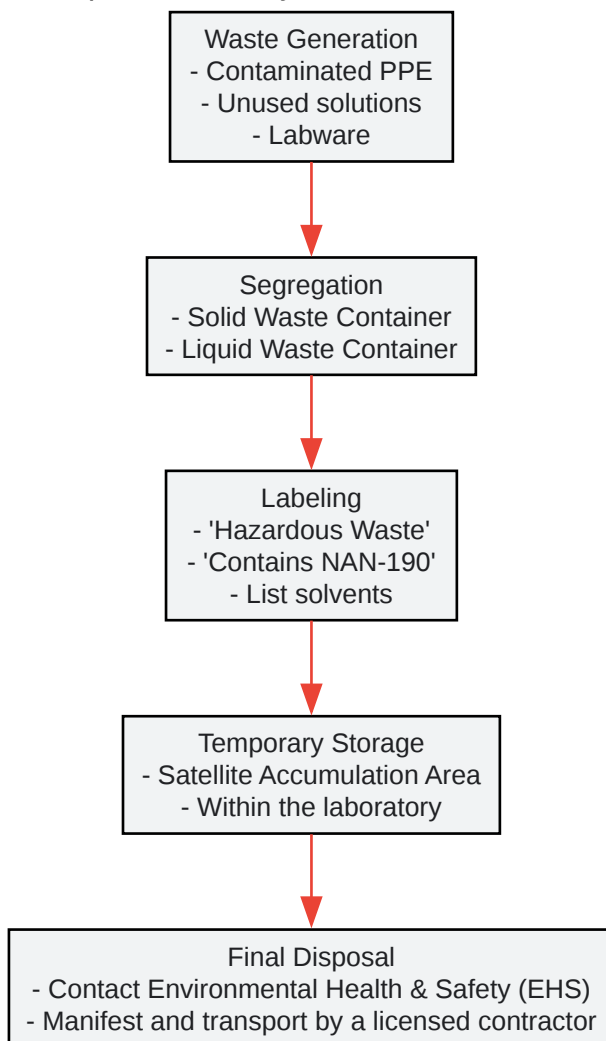 Waste Generation
- Contaminated PPE
- Unused solutions
- Labware
Segregation
- Solid Waste Container
- Liquid Waste Container
Labeling
- 'Hazardous Waste'
- 'Contains NAN-190'
- List solvents
Temporary Storage
- Satellite Accumulation Area
- Within the laboratory
Final Disposal
- Contact Environmental Health & Safety (EHS)
- Manifest and transport by a licensed contractor